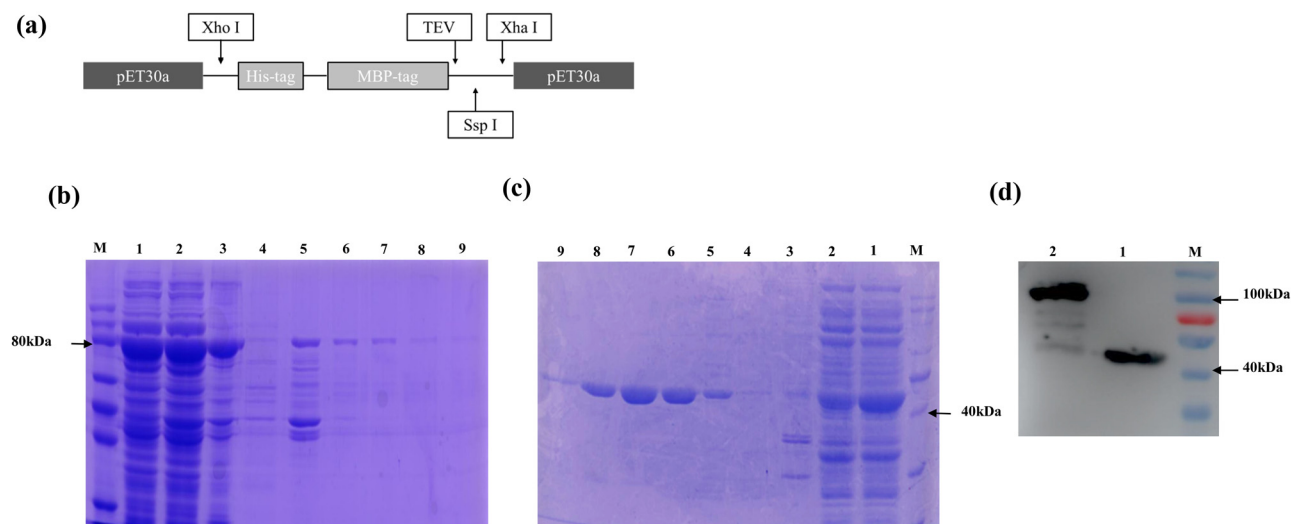 (a)
Xho I
TEV
Xha I
pET30a
His-tag
MBP-tag
pET30a
Ssp I
(b)
M 1 2 3 4 5 6 7 8 9
80kDa
(c)
9 8 7 6 5 4 3 2 1 M
40kDa
(d)
2 1 M
100kDa
40kDa